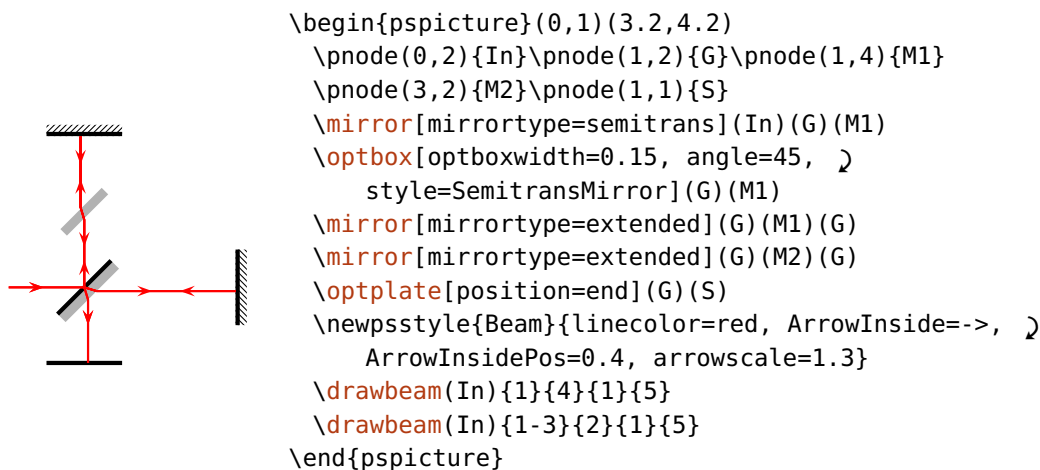 \begin{pspicture}(0,1)(3.2,4.2)
\pnode(0,2){In}\pnode(1,2){G}\pnode(1,4){M1}
\pnode(3,2){M2}\pnode(1,1){S}
\mirror[mirrortype=semitrans](In)(G)(M1)
\optbox[optboxwidth=0.15, angle=45,
style=SemitransMirror](G)(M1)
\mirror[mirrortype=extended](G)(M1)(G)
\mirror[mirrortype=extended](G)(M2)(G)
\optplate[position=end](G)(S)
\newpsstyle{Beam}{linecolor=red, ArrowInside=->,
ArrowInsidePos=0.4, arrowscale=1.3}
\drawbeam(In){1}{4}{1}{5}
\drawbeam(In){1-3}{2}{1}{5}
\end{pspicture}